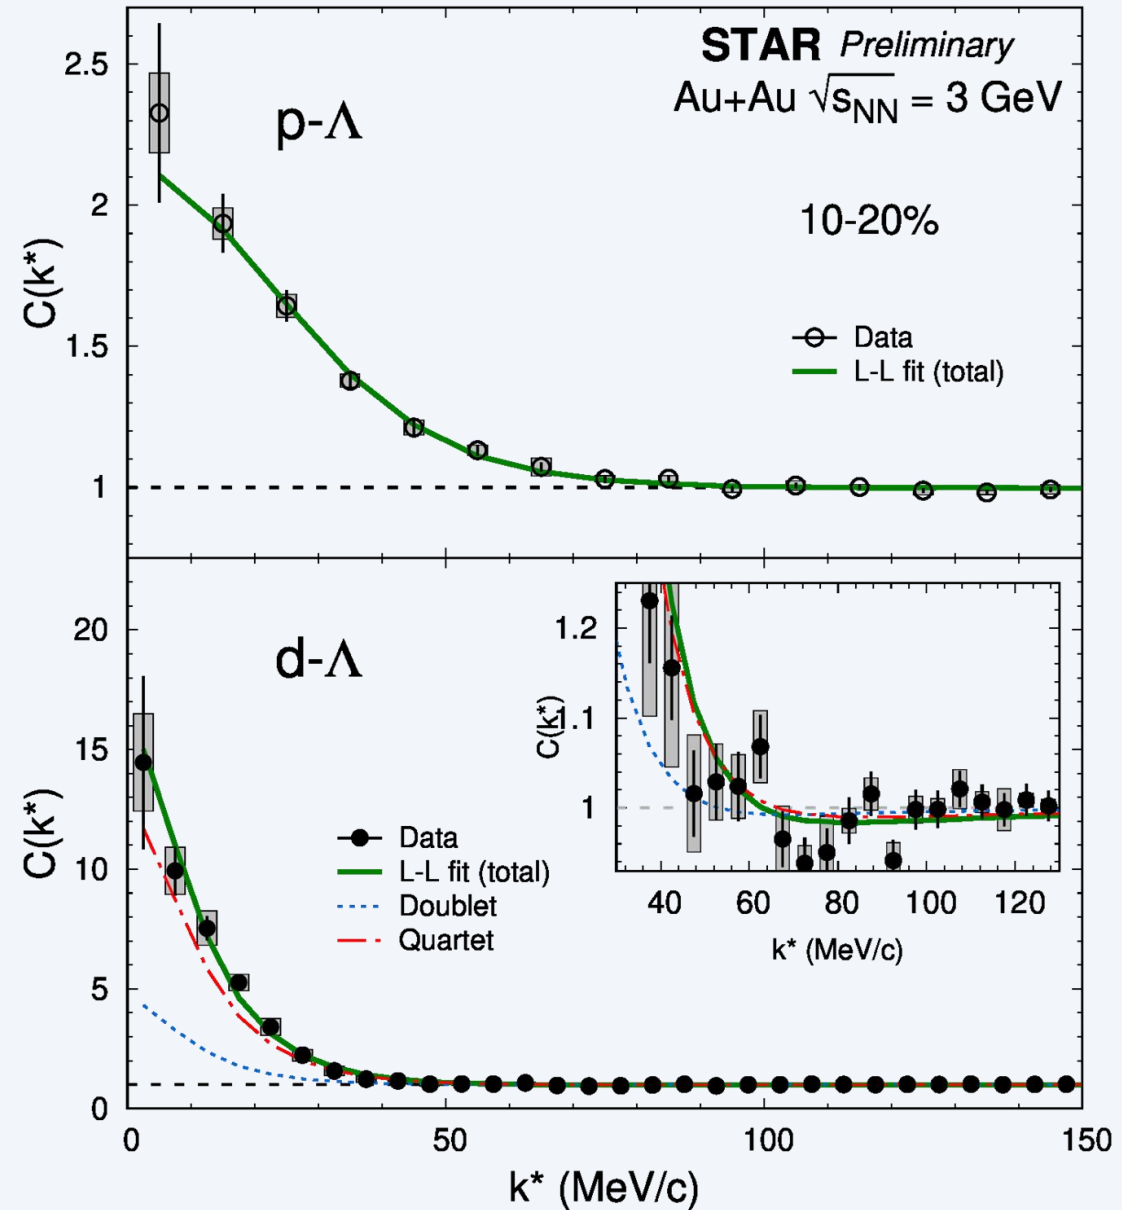 STAR Preliminary
Au+Au √sNN = 3 GeV
p-Λ
10-20%
Data
L-L fit (total)
C(k*)
2.5
2
1.5
1
d-Λ
Data
L-L fit (total)
Doublet
Quartet
C(k*)
20
15
10
5
0
C(k*)
1.2
1.1
1
40 60 80 100 120
k* (MeV/c)
0 50 100 150
k* (MeV/c)